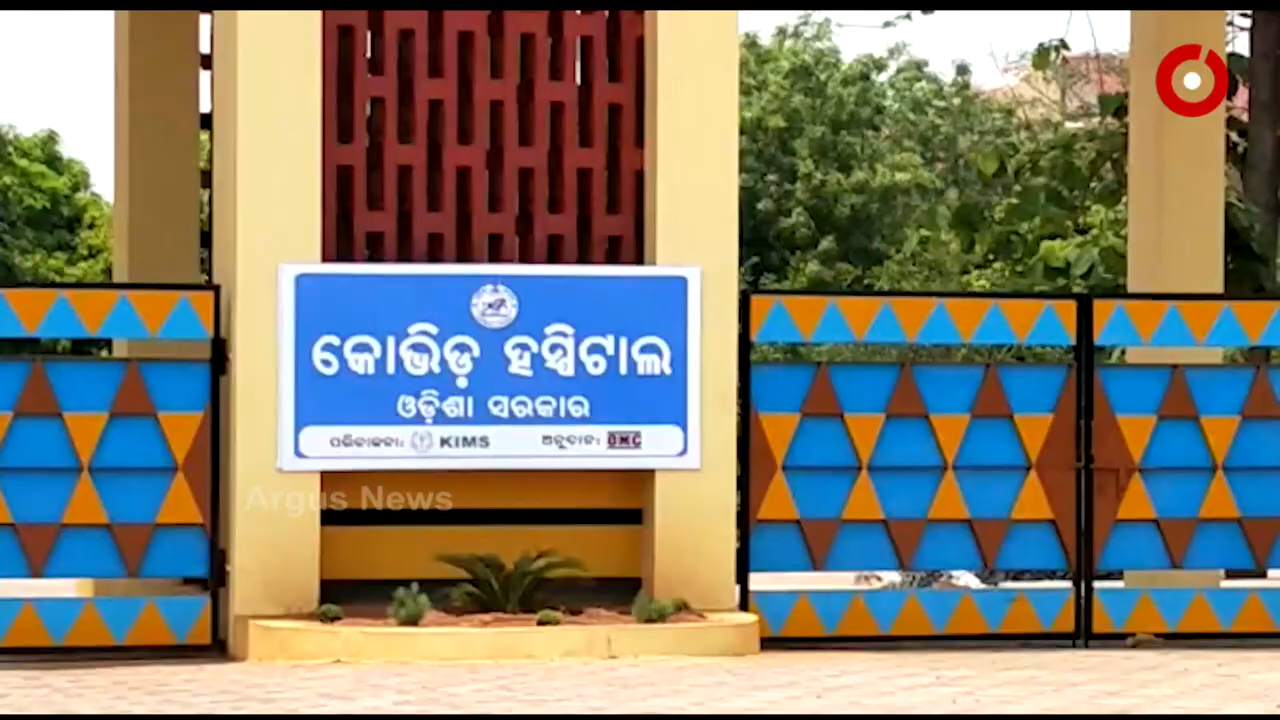 କୋଭିଡ଼ ହସ୍ପିଟାଲ
ଓଡ଼ିଶା ସରକାର
ପରିଚାଳନା: KIMS ଅନୁଦାନ: OMC
Argus News